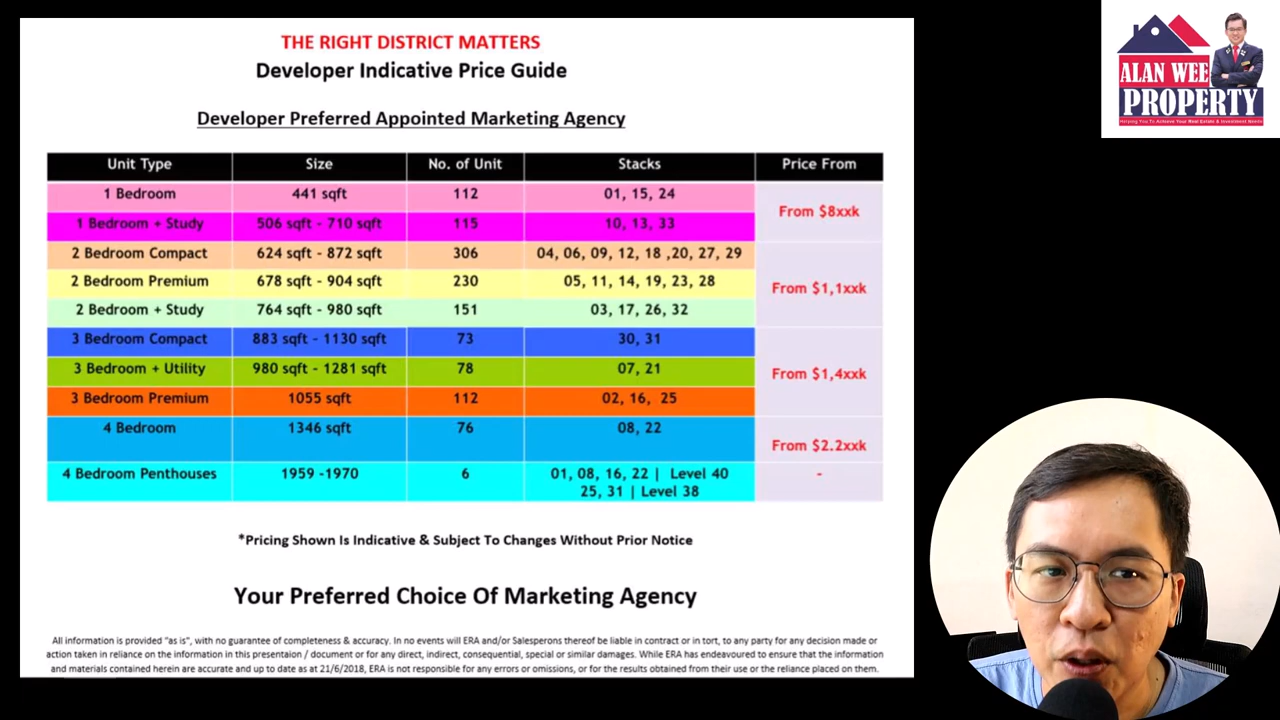 THE RIGHT DISTRICT MATTERS
Developer Indicative Price Guide
Developer Preferred Appointed Marketing Agency
Unit Type Size No. of Unit Stacks Price From
1 Bedroom 441 sqft 112 01, 15, 24
From $8xxk
1 Bedroom + Study 506 sqft - 710 sqft 115 10, 13, 33
2 Bedroom Compact 624 sqft - 872 sqft 306 04, 06, 09, 12, 18 ,20, 27, 29
2 Bedroom Premium 678 sqft - 904 sqft 230 05, 11, 14, 19, 23, 28
From $1,1xxk
2 Bedroom + Study 764 sqft - 980 sqft 151 03, 17, 26, 32
3 Bedroom Compact 883 sqft - 1130 sqft 73 30, 31
3 Bedroom + Utility 980 sqft - 1281 sqft 78 07, 21
From $1,4xxk
3 Bedroom Premium 1055 sqft 112 02, 16, 25
4 Bedroom 1346 sqft 76 08, 22
From $2.2xxk
4 Bedroom Penthouses 1959 -1970 6 01, 08, 16, 22 | Level 40 -
25, 31 | Level 38
*Pricing Shown Is Indicative & Subject To Changes Without Prior Notice
Your Preferred Choice Of Marketing Agency
All information is provided "as is", with no guarantee of completeness & accuracy. In no events will ERA and/or Salesperons thereof be liable in contract or in tort, to any party for any decision made or
action taken in reliance on the information in this presentaion / document or for any direct, indirect, consequential, special or similar damages. While ERA has endeavoured to ensure that the information
and materials contained herein are accurate and up to date as at 21/6/2018, ERA is not responsible for any errors or omissions, or for the results obtained from their use or the reliance placed on them.
ALAN WEE
PROPERTY
Helping You To Achieve Your Real Estate & Investment Needs